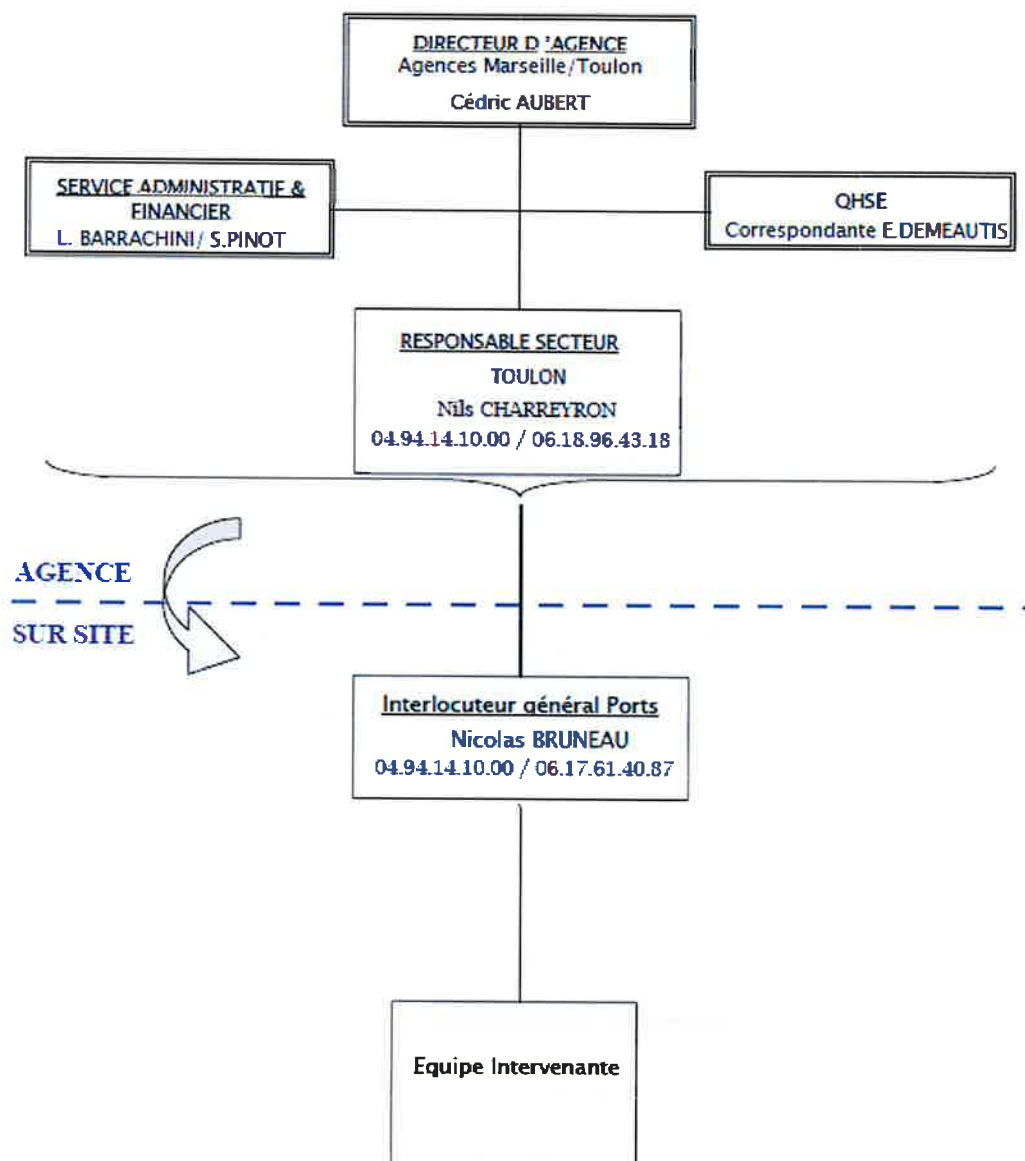 DIRECTEUR D 'AGENCE
Agences Marseille/Toulon
Cédric AUBERT
SERVICE ADMINISTRATIF &
FINANCIER
L. BARRACHINI/ S.PINOT
QHSE
Correspondante E.DEMEAUTIS
RESPONSABLE SECTEUR
TOULON
Nils CHARREYRON
04.94.14.10.00 / 06.18.96.43.18
AGENCE
SUR SITE
Interlocuteur général Ports
Nicolas BRUNEAU
04.94.14.10.00 / 06.17.61.40.87
Equipe Intervenante